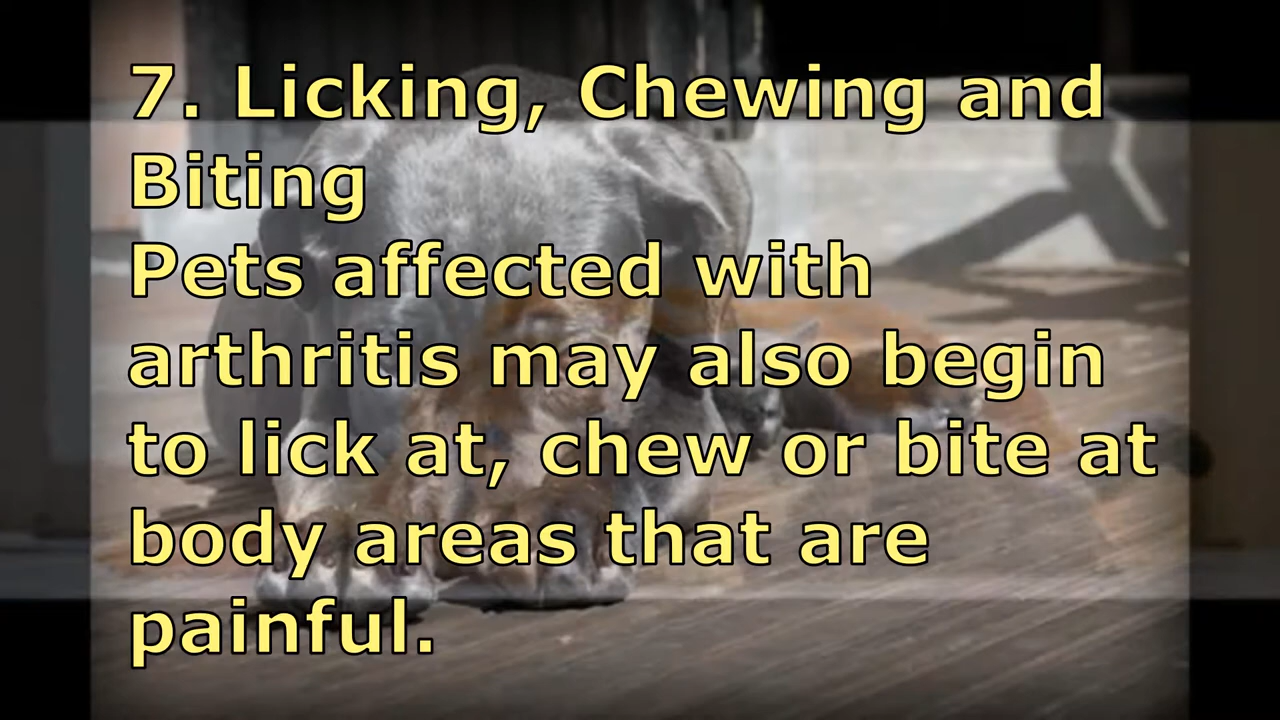 7. Licking, Chewing and
Biting
Pets affected with
arthritis may also begin
to lick at, chew or bite at
body areas that are
painful.